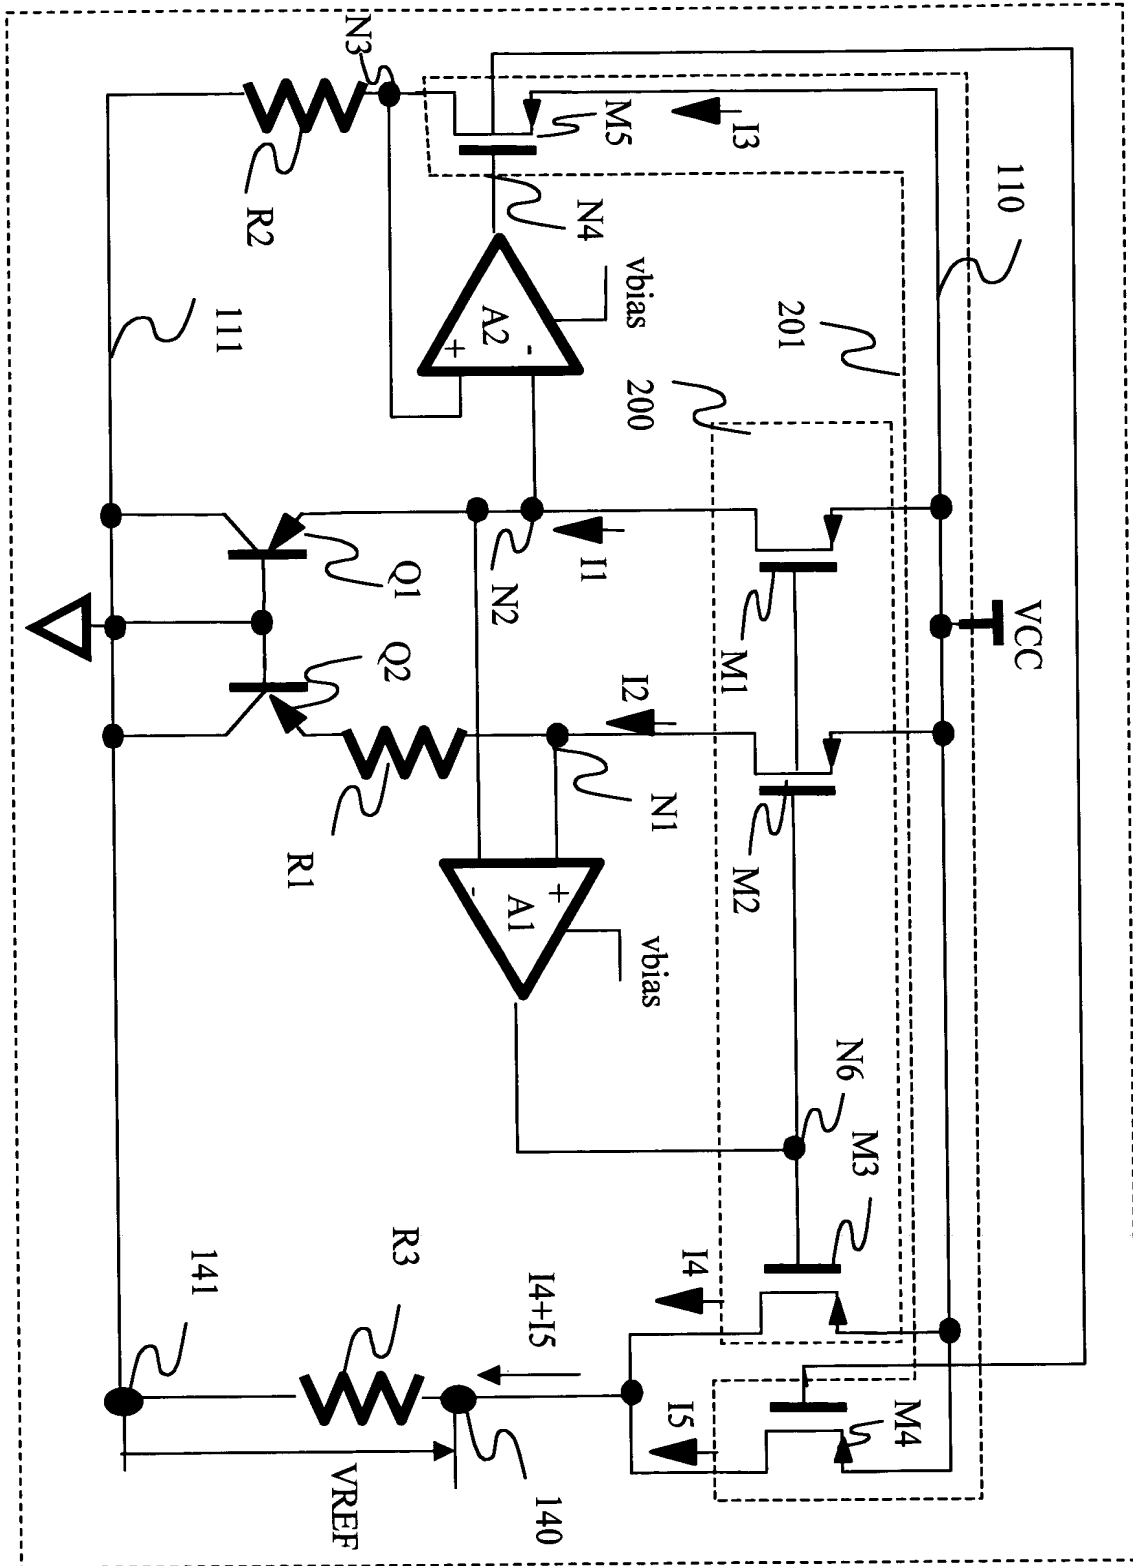 VCC
110
I3
M5
N3
N4
R2
vbias
A2
-
+
201
200
111
M1
M2
I1
I2
N2
N1
Q1
Q2
R1
A1
+
-
vbias
N6
M3
M4
I4
I5
I4+I5
R3
140
141
VREF